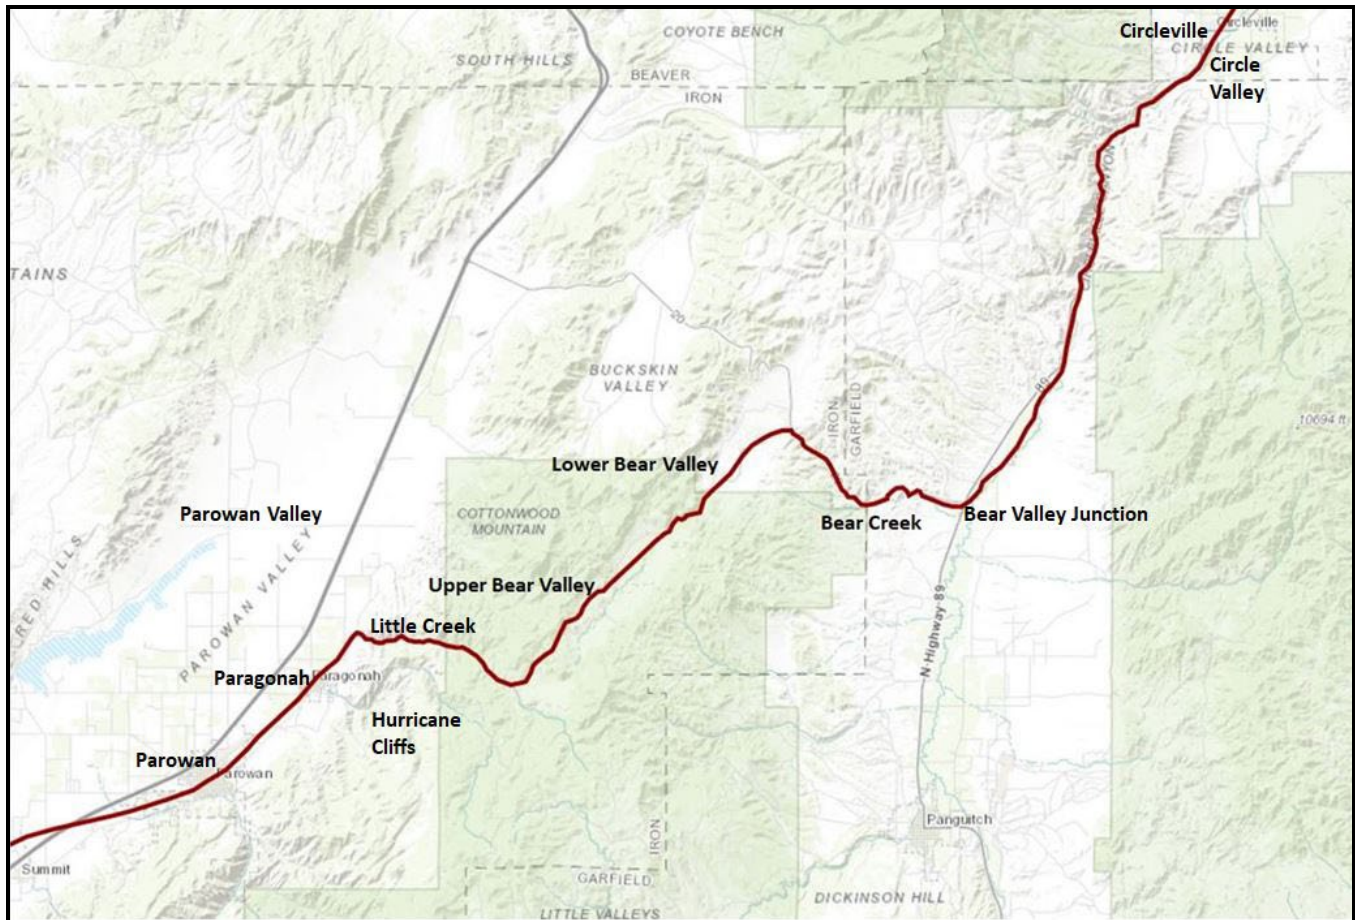 Circleville
Circleville
COYOTE BENCH
CIRCLE VALLEY
SOUTH HILLS
Circle
Valley
BEAVER
IRON
TAINS
20
BUCKSKIN
VALLEY
89
IRON
GARFIELD
10694 ft
Lower Bear Valley
COTTONWOOD
MOUNTAIN
Parowan Valley
Bear Creek
Bear Valley Junction
PAROWAN VALLEY
RED HILLS
Upper Bear Valley
N Highway 89
Little Creek
Paragonah
Paragonah
Hurricane
Cliffs
Parowan
Parowan
Panguitch
IRON
Summit
GARFIELD
DICKINSON HILL
LITTLE VALLEYS